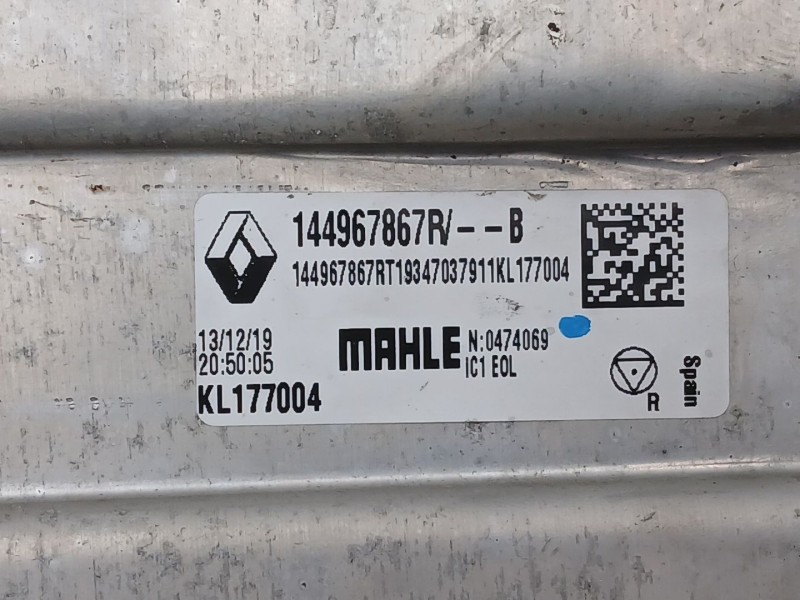 144967867R/--B
144967867RT19347037911KL177004
13/12/19
20:50:05
MAHLE
N:0474069
IC1 EOL
KL177004
R
Spain